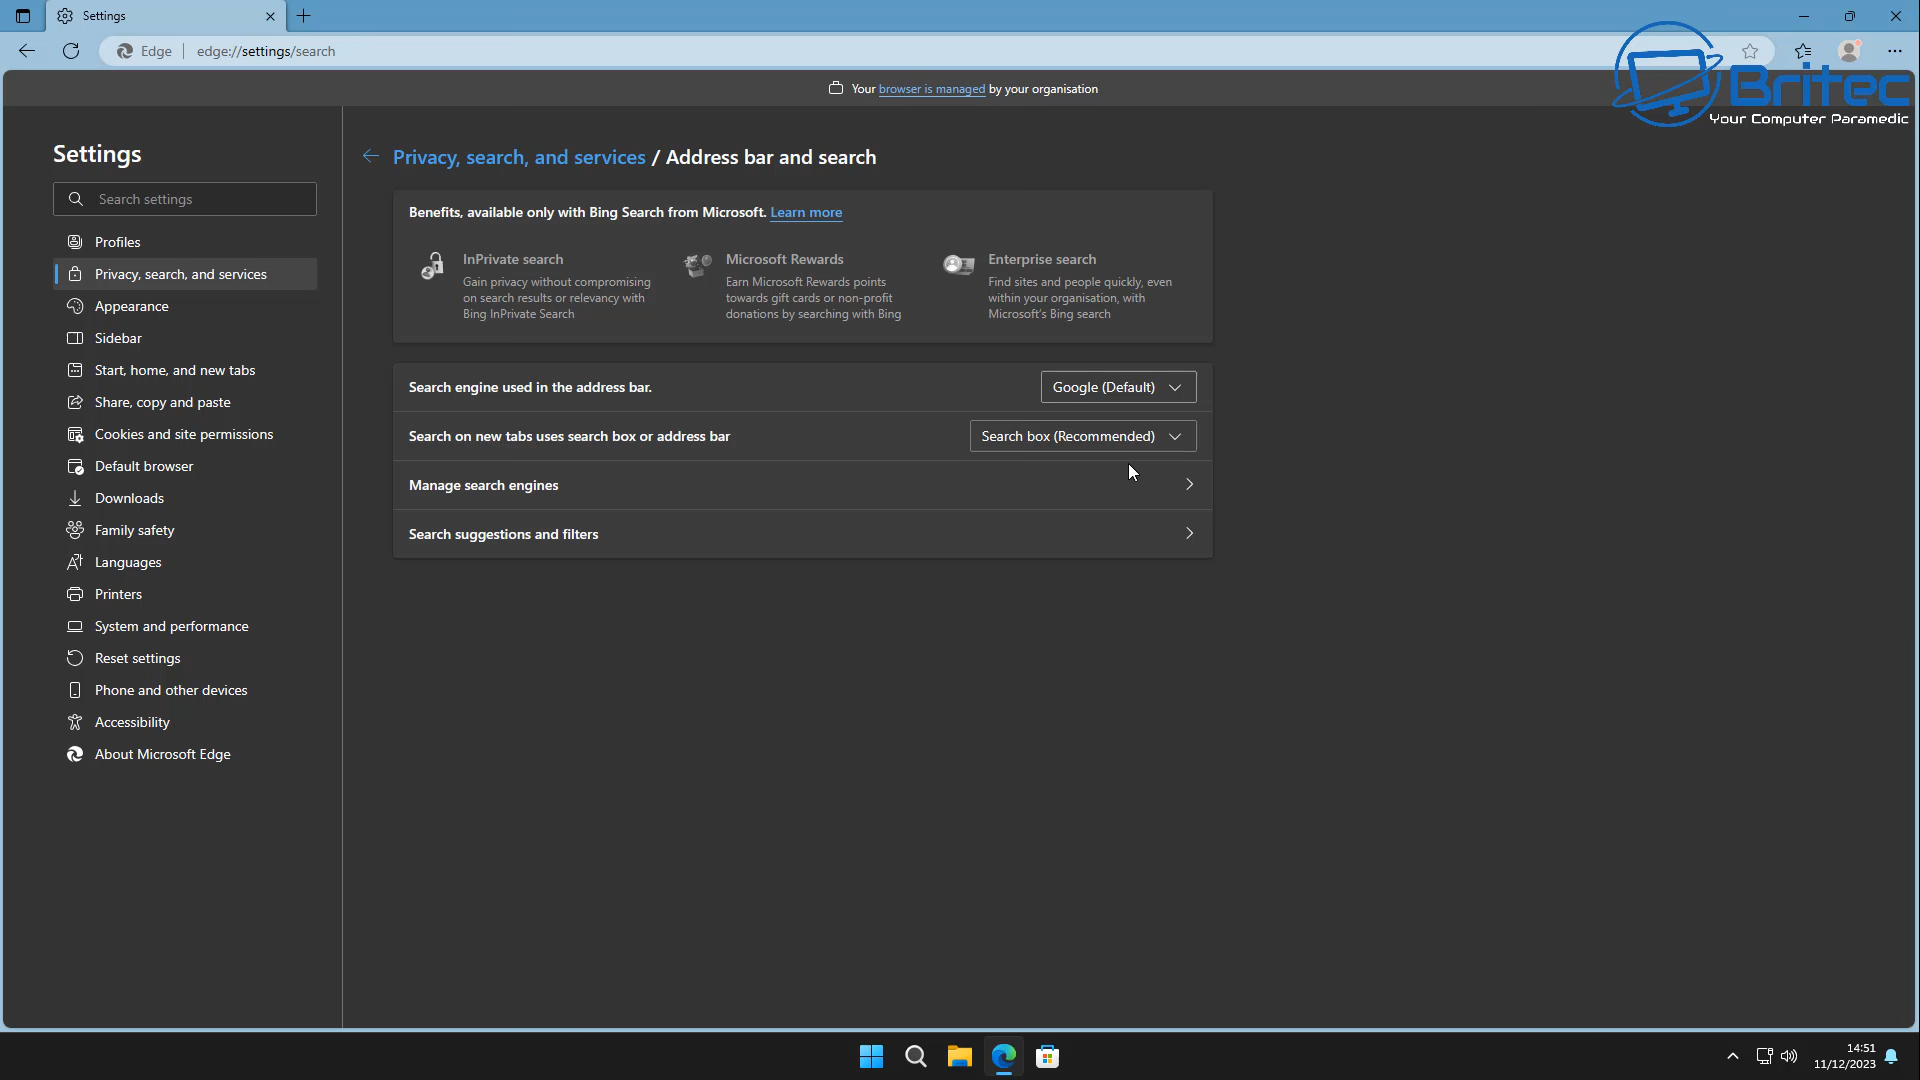 Settings
Edge
edge://settings/search
Your browser is managed by your organisation
Britec
Your Computer Paramedic
Settings
Search settings
Profiles
Privacy, search, and services
Appearance
Sidebar
Start, home, and new tabs
Share, copy and paste
Cookies and site permissions
Default browser
Downloads
Family safety
Languages
Printers
System and performance
Reset settings
Phone and other devices
Accessibility
About Microsoft Edge
Privacy, search, and services / Address bar and search
Benefits, available only with Bing Search from Microsoft. Learn more
InPrivate search
Gain privacy without compromising
on search results or relevancy with
Bing InPrivate Search
Microsoft Rewards
Earn Microsoft Rewards points
towards gift cards or non-profit
donations by searching with Bing
Enterprise search
Find sites and people quickly, even
within your organisation, with
Microsoft's Bing search
Search engine used in the address bar.
Google (Default)
Search on new tabs uses search box or address bar
Search box (Recommended)
Manage search engines
Search suggestions and filters
14:51
11/12/2023